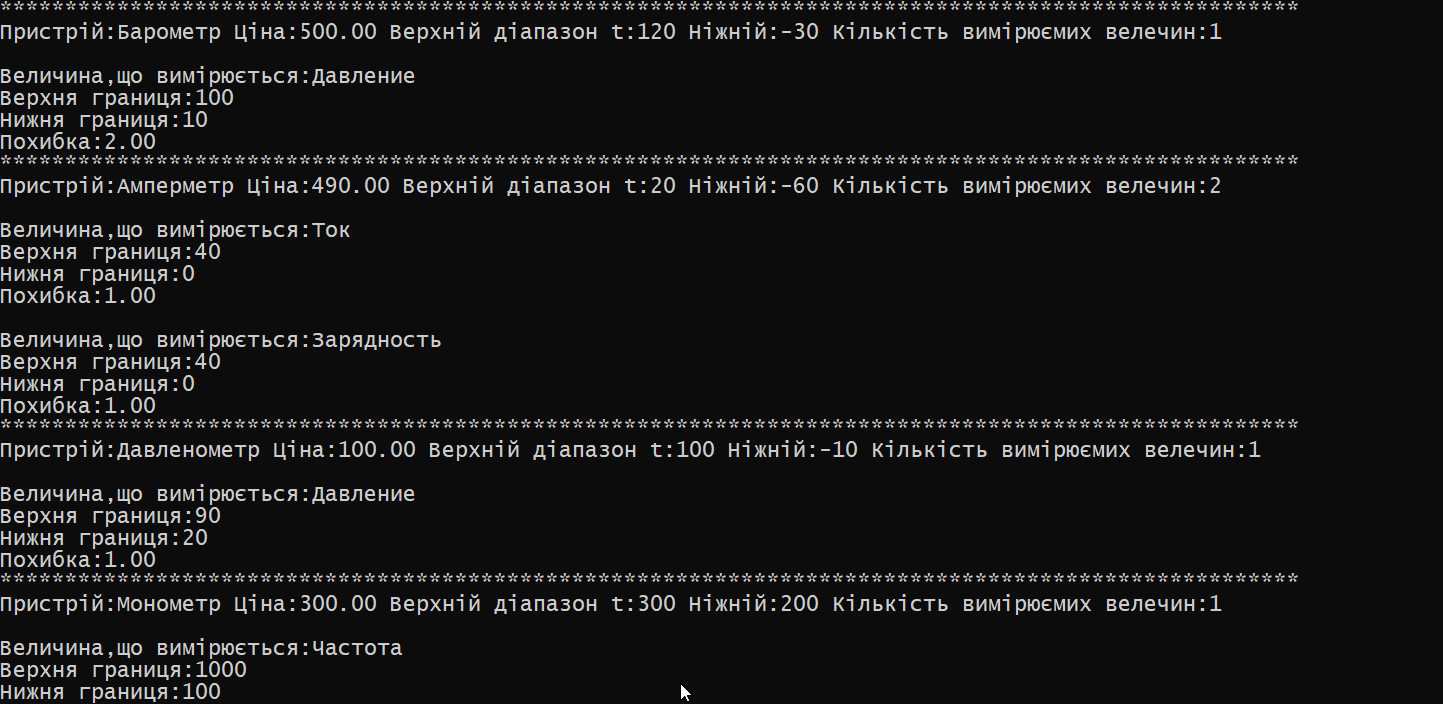 ****************************************************************************************************
Пристрій:Барометр Ціна:500.00 Верхній діапазон t:120 Ніжній:-30 Кількість вимірюємих велечин:1
Величина,що вимірюється:Давление
Верхня границя:100
Нижня границя:10
Похибка:2.00
****************************************************************************************************
Пристрій:Амперметр Ціна:490.00 Верхній діапазон t:20 Ніжній:-60 Кількість вимірюємих велечин:2
Величина,що вимірюється:Ток
Верхня границя:40
Нижня границя:0
Похибка:1.00
Величина,що вимірюється:Зарядность
Верхня границя:40
Нижня границя:0
Похибка:1.00
****************************************************************************************************
Пристрій:Давленометр Ціна:100.00 Верхній діапазон t:100 Ніжній:-10 Кількість вимірюємих велечин:1
Величина,що вимірюється:Давление
Верхня границя:90
Нижня границя:20
Похибка:1.00
****************************************************************************************************
Пристрій:Монометр Ціна:300.00 Верхній діапазон t:300 Ніжній:200 Кількість вимірюємих велечин:1
Величина,що вимірюється:Частота
Верхня границя:1000
Нижня границя:100